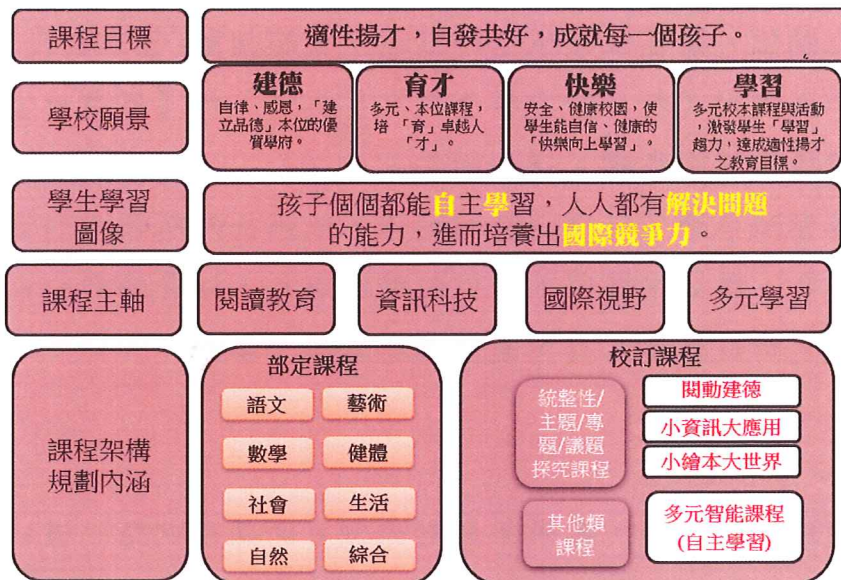 課程目標
適性揚才，自發共好，成就每一個孩子。
學校願景
建德
自律、感恩，「建
立品德」本位的優
質學府。
育才
多元、本位課程，
培 「育」卓越人
「才」。
快樂
安全、健康校園，使
學生能自信、健康的
「快樂向上學習」。
學習
多元校本課程與活動
，激發學生「學習」
趨力，達成適性揚才
之教育目標。
學生學習
圖像
孩子個個都能自主學習，人人都有解決問題
的能力，進而培養出國際競爭力。
課程主軸
閱讀教育
資訊科技
國際視野
多元學習
課程架構
規劃內涵
部定課程
語文
藝術
數學
健體
社會
生活
自然
綜合
校訂課程
統整性/
主題/專
題/議題
探究課程
閱動建德
小資訊大應用
小繪本大世界
其他類
課程
多元智能課程
(自主學習)